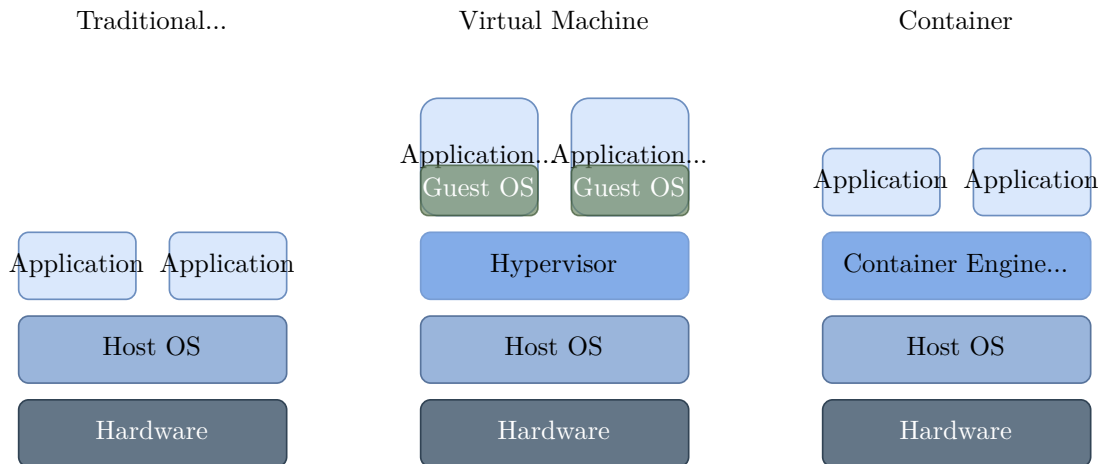 Traditional...
Virtual Machine
Container
Application...
Application...
Guest OS
Guest OS
Application
Application
Application
Application
Hypervisor
Container Engine...
Host OS
Host OS
Host OS
Hardware
Hardware
Hardware